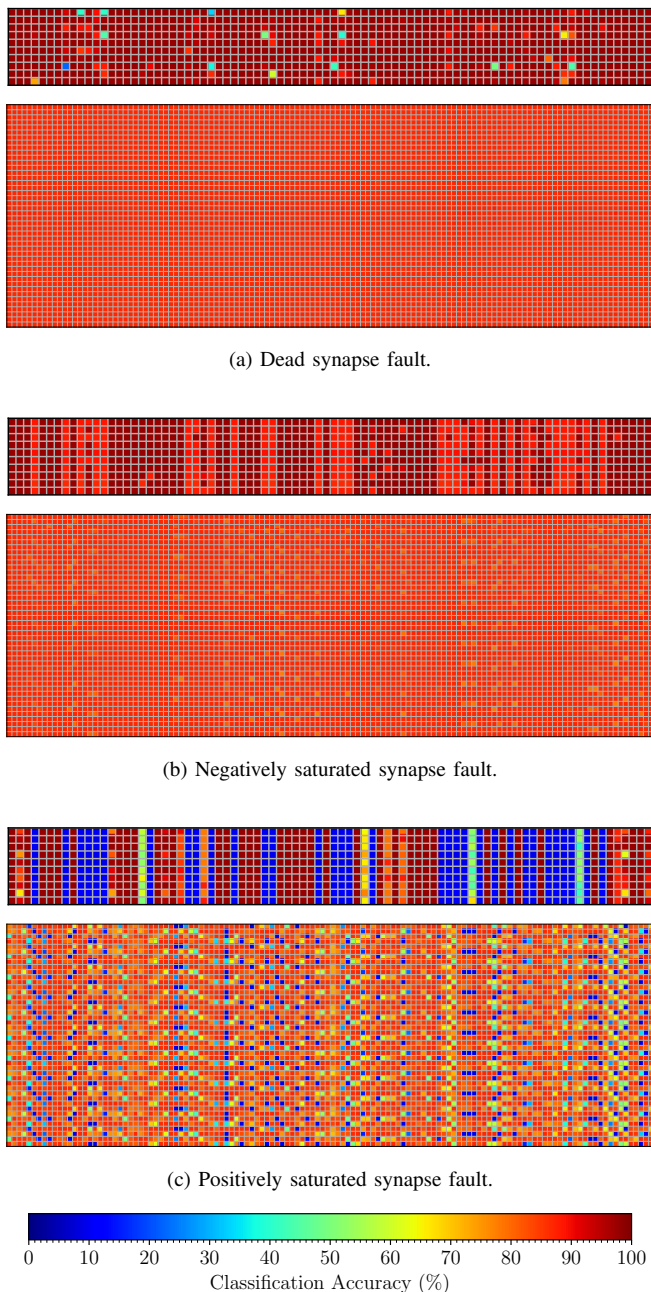 (a) Dead synapse fault.
(b) Negatively saturated synapse fault.
(c) Positively saturated synapse fault.
0 10 20 30 40 50 60 70 80 90 100
Classification Accuracy (%)